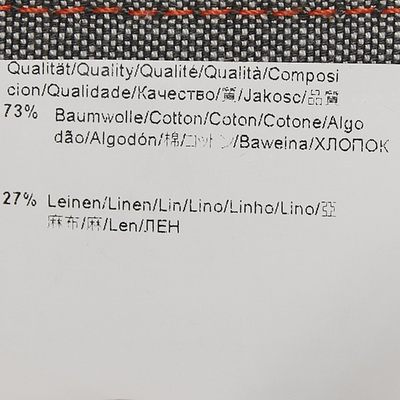 Qualität/Quality/Qualité/Qualità/Composi
cion/Qualidade/Качество/質/Jakosc/品質
73% Baumwolle/Cotton/Coton/Cotone/Algo
dão/Algodón/棉/コットン/Baweina/ХЛОПОК
27% Leinen/Linen/Lin/Lino/Linho/Lino/亞
麻布/麻/Len/ЛЕН